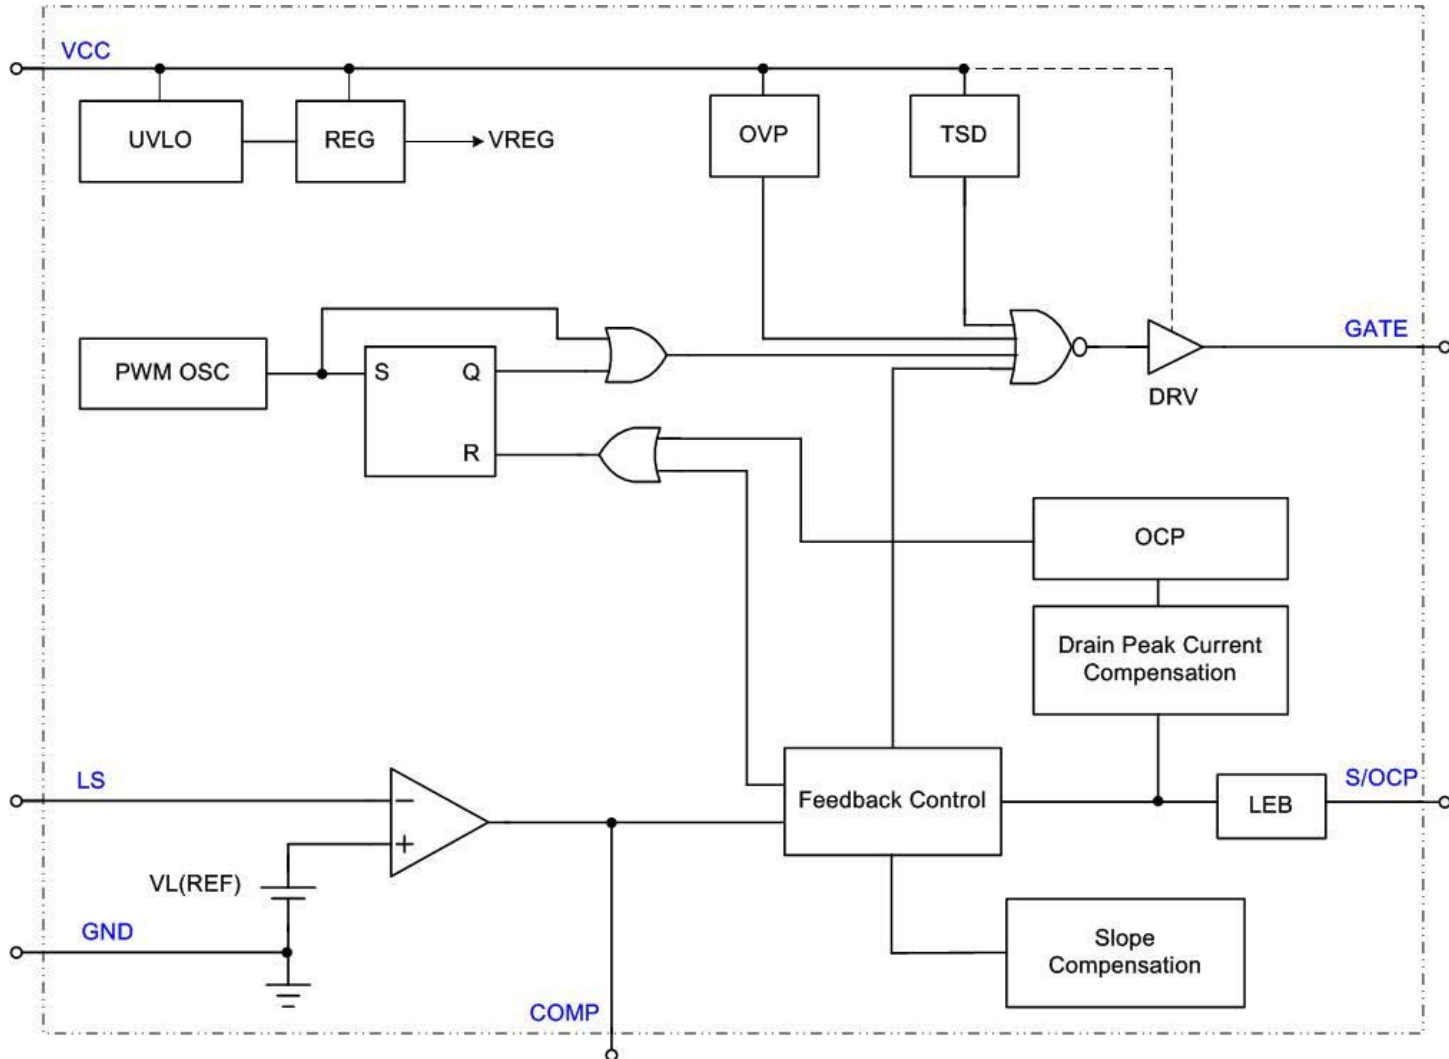 VCC
UVLO
REG
VREG
OVP
TSD
GATE
PWM OSC
S
Q
R
DRV
OCP
Drain Peak Current
Compensation
LS
−
+
Feedback Control
LEB
S/OCP
VL(REF)
GND
Slope
Compensation
COMP